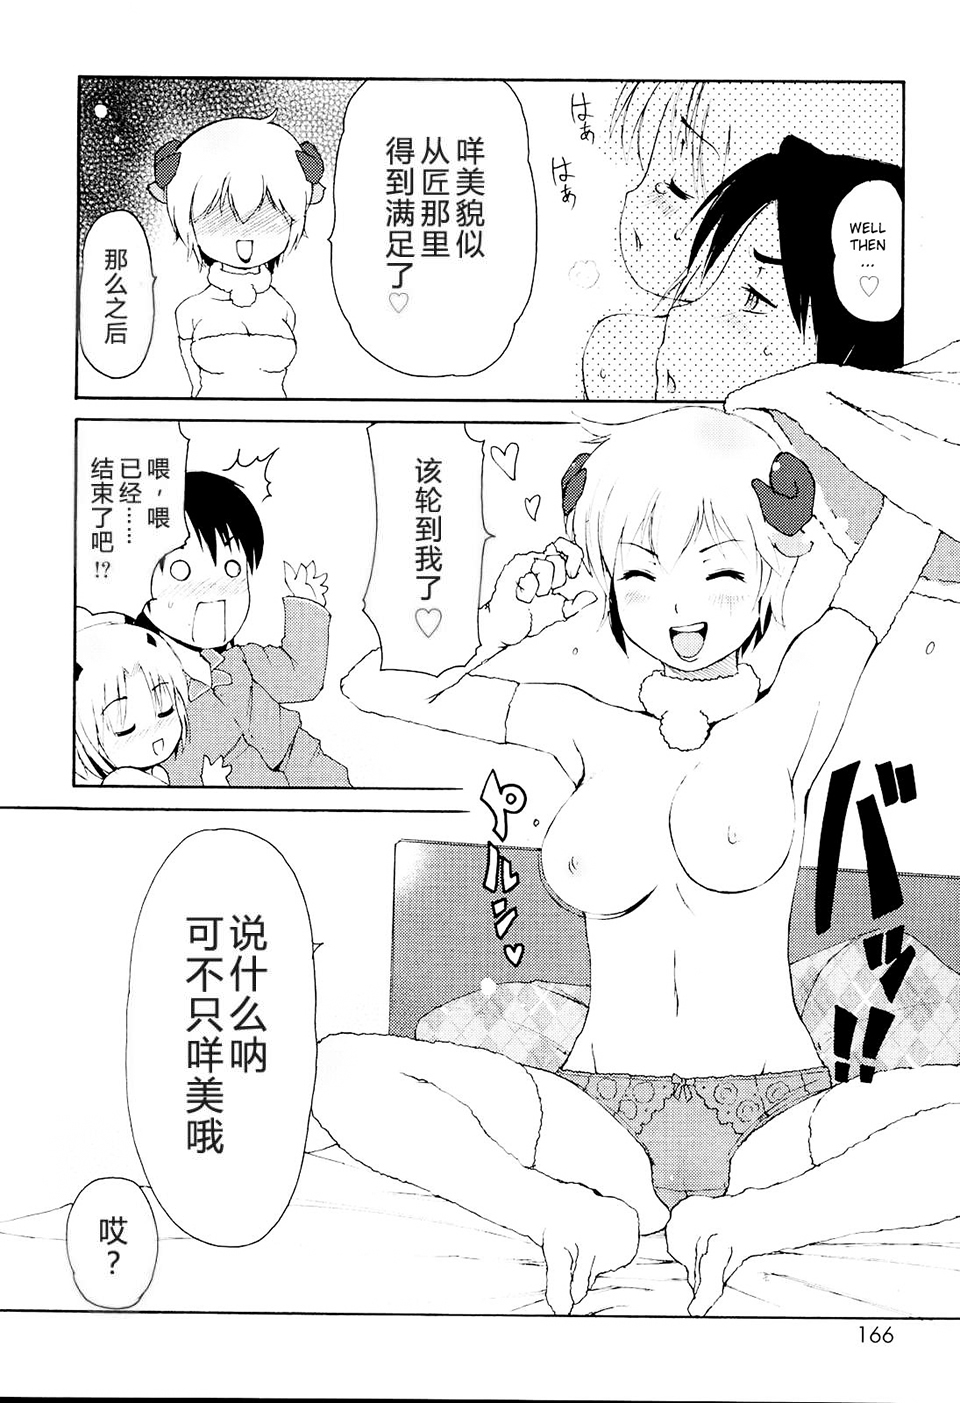 WELL
THEN
...
♡
はぁ
はぁ
咩美貌似
从匠那里
得到满足了♡
那么之后
该轮到我了♡
喂，喂
已经……
结束了吧!?
バッ!!
プルン♡
说什么呐
可不只咩美哦
哎？
166